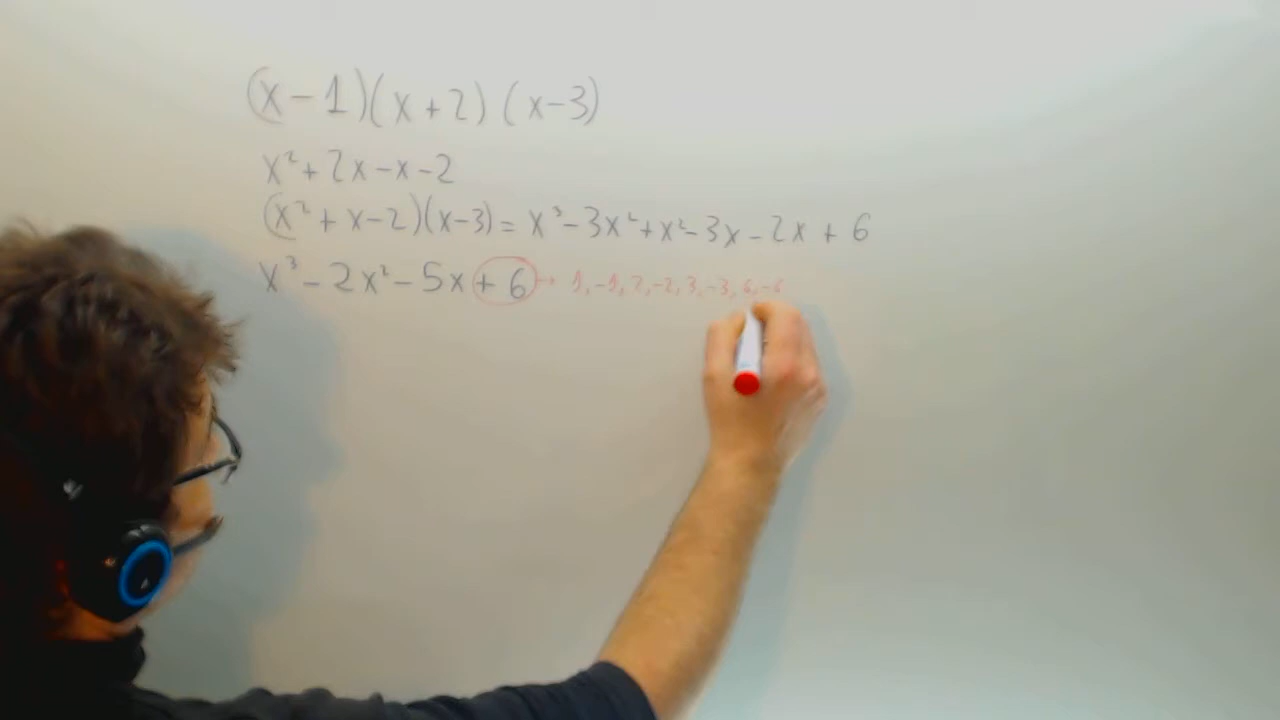 (x-1)(x+2)(x-3)
x²+2x-x-2
(x²+x-2)(x-3)=x³-3x²+x²-3x-2x+6
x³-2x²-5x+6→1,-1,2,-2,3,-3,6,-6